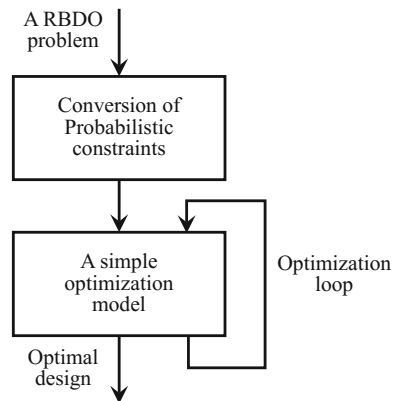 A RBDO
problem
Conversion of
Probabilistic
constraints
A simple
optimization
model
Optimization
loop
Optimal
design